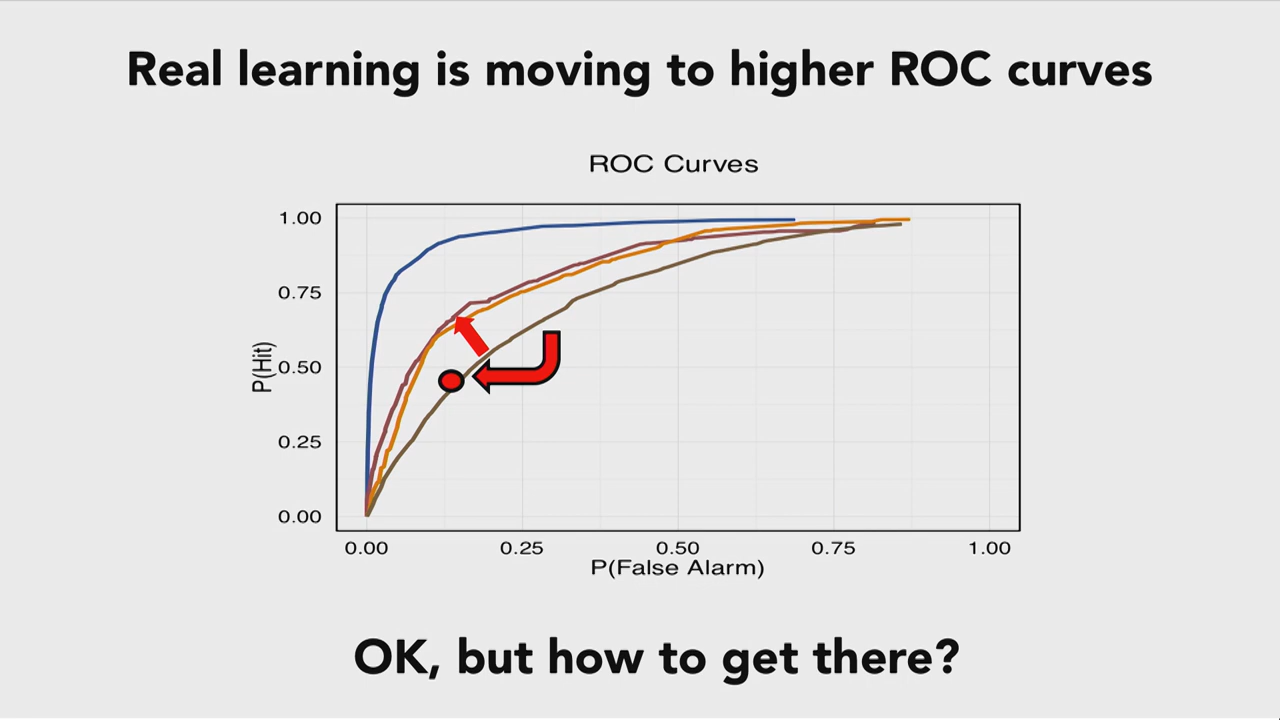 Real learning is moving to higher ROC curves
ROC Curves
1.00
0.75
0.50
0.25
0.00
P(Hit)
0.00 0.25 0.50 0.75 1.00
P(False Alarm)
OK, but how to get there?